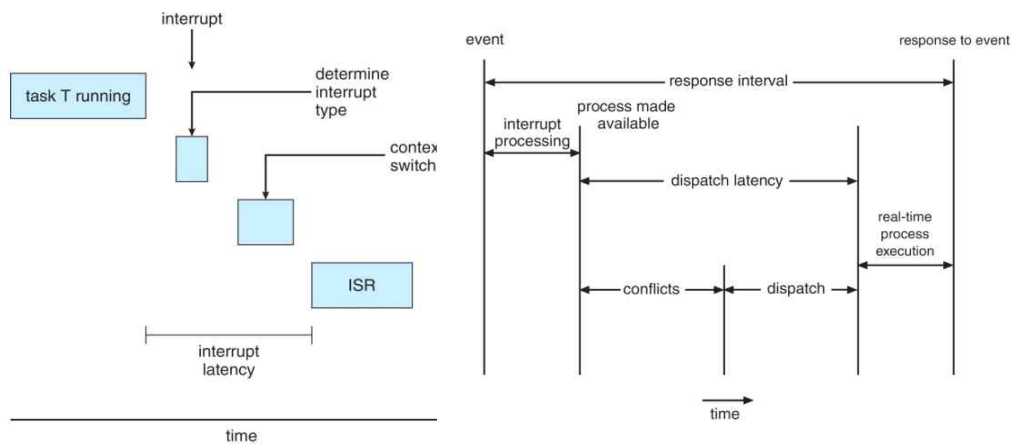 interrupt
task T running
determine
interrupt
type
contex
switch
ISR
interrupt
latency
time
event
response to event
response interval
process made
available
interrupt
processing
dispatch latency
real-time
process
execution
conflicts
dispatch
time